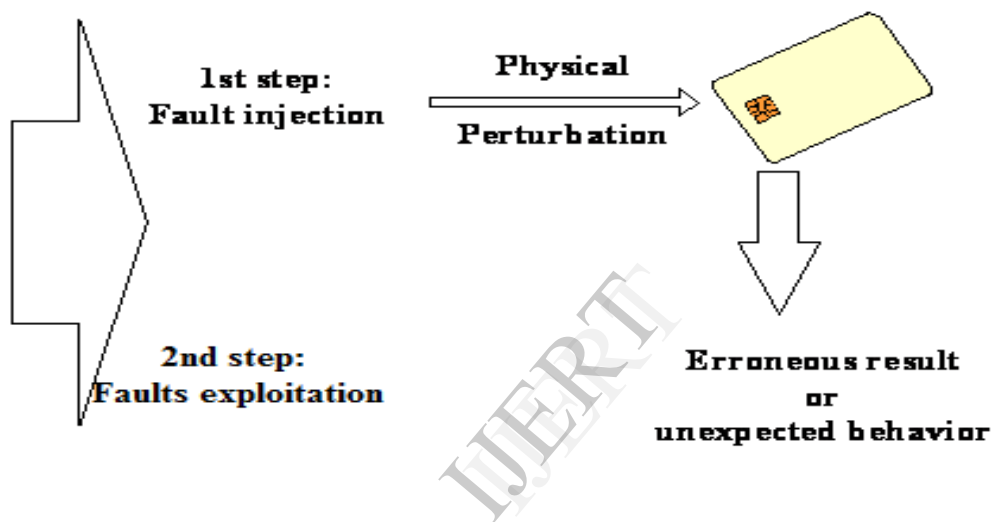 1st step:
Fault injection
Physical
Perturbation
2nd step:
Faults exploitation
Erroneous result
or
unexpected behavior
IJERT